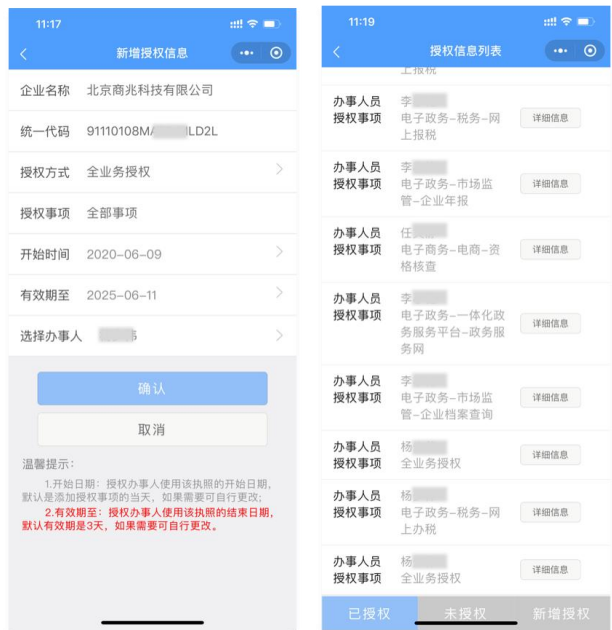 11:17
新增授权信息
企业名称 北京商兆科技有限公司
统一代码 91110108MA LD2L
授权方式 全业务授权
授权事项 全部事项
开始时间 2020-06-09
有效期至 2025-06-11
选择办事人
确认
取消
温馨提示:
1.开始日期: 授权办事人使用该执照的开始日期,
默认是添加授权事项的当天, 如果需要可自行更改;
2.有效期至: 授权办事人使用该执照的结束日期,
默认有效期是3天, 如果需要可自行更改。
11:19
授权信息列表
上报税
办事人员 李
授权事项 电子政务-税务-网
上报税
详细信息
办事人员 李
授权事项 电子政务-市场监
管-企业年报
详细信息
办事人员 任
授权事项 电子商务-电商-资
格核查
详细信息
办事人员 李
授权事项 电子政务-一体化政
务服务平台-政务服
务网
详细信息
办事人员 李
授权事项 电子政务-市场监
管-企业档案查询
详细信息
办事人员 杨
授权事项 全业务授权
详细信息
办事人员 杨
授权事项 电子政务-税务-网
上办税
详细信息
办事人员 杨
授权事项 全业务授权
详细信息
已授权 未授权 新增授权